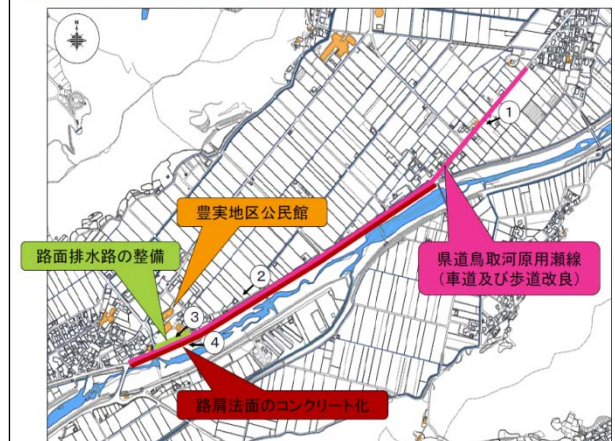 N
①
豊実地区公民館
路面排水路の整備
②
③
④
県道鳥取河原用瀬線
(車道及び歩道改良)
路肩法面のコンクリート化